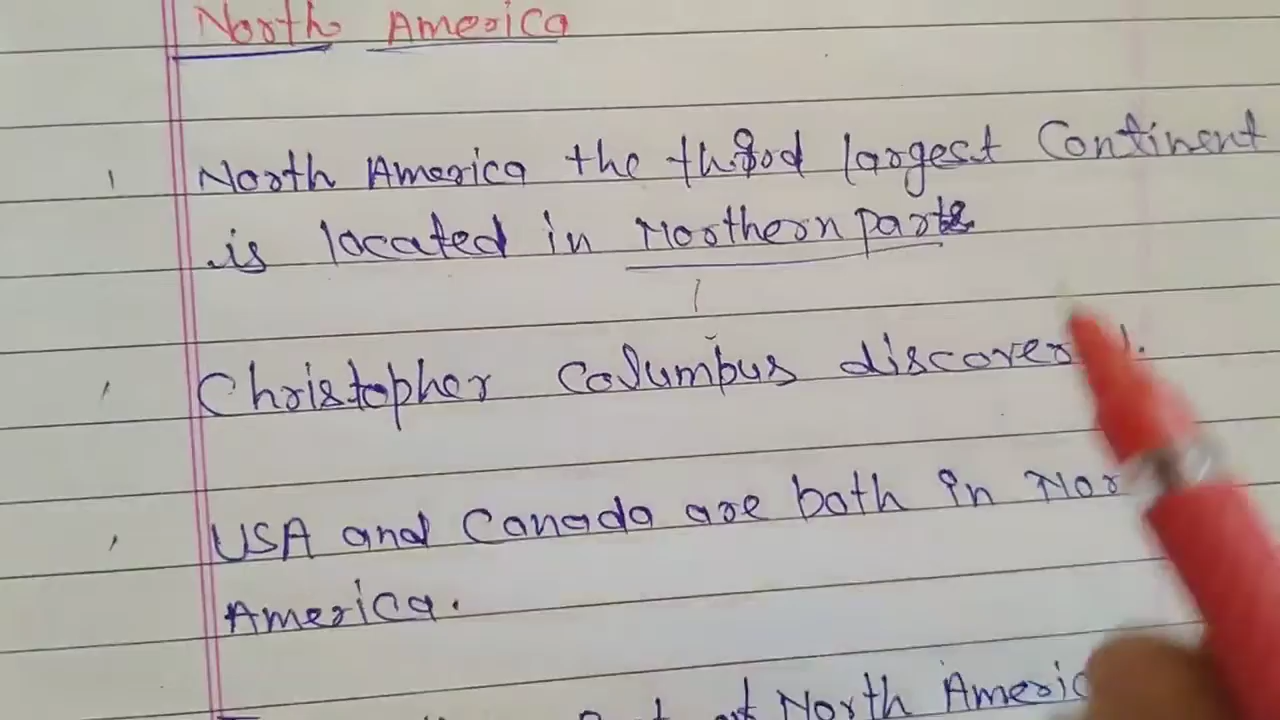 North America
North America the third largest Continent
is located in Northern parts
Christopher Columbus discover
USA and Canada are both in Nor
America.
North Americ